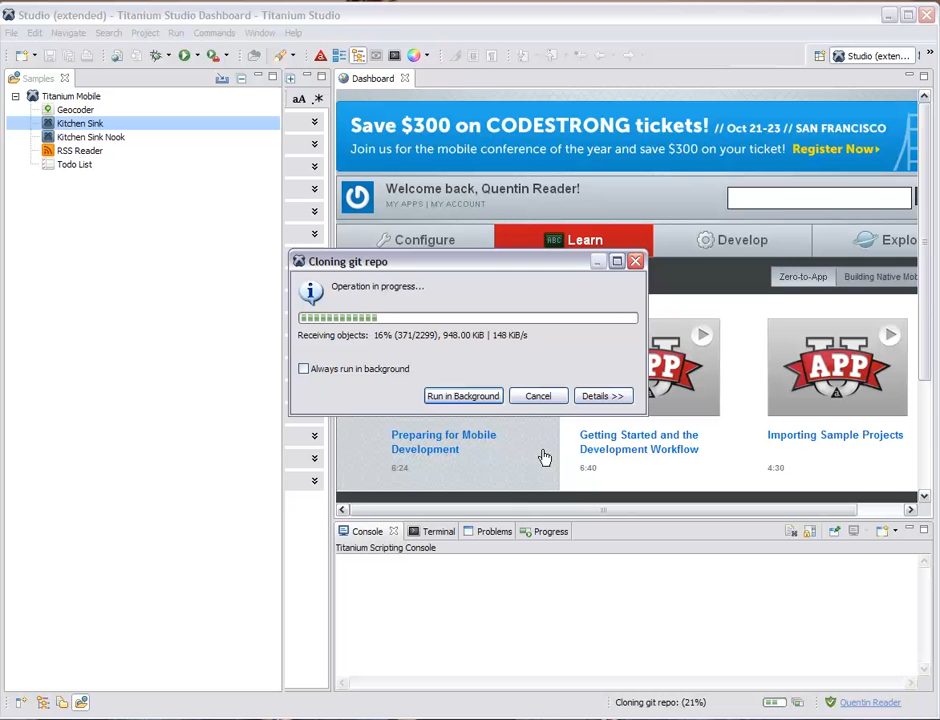 Studio (extended) - Titanium Studio Dashboard - Titanium Studio
File Edit Navigate Search Project Run Commands Window Help
Studio (exten...
Samples
Dashboard
Titanium Mobile
Geocoder
Kitchen Sink
Kitchen Sink Nook
RSS Reader
Todo List
aA .*
Save $300 on CODESTRONG tickets! // Oct 21-23 // SAN FRANCISCO
Join us for the mobile conference of the year and save $300 on your ticket! Register Now
Welcome back, Quentin Reader!
MY APPS | MY ACCOUNT
Configure
ABC Learn
Develop
Explo
Zero-to-App
Building Native Mob
Cloning git repo
Operation in progress...
Receiving objects: 16% (371/2299), 948.00 KiB | 148 KiB/s
Always run in background
Run in Background
Cancel
Details >>
APP
APP
Preparing for Mobile
Development
6:24
Getting Started and the
Development Workflow
6:40
Importing Sample Projects
4:30
Console
Terminal
Problems
Progress
Titanium Scripting Console
Cloning git repo: (21%)
Quentin Reader